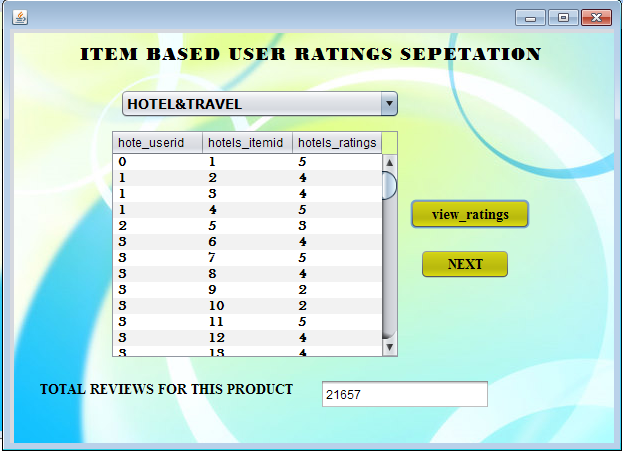 ITEM BASED USER RATINGS SEPETATION
HOTEL&TRAVEL
hote_userid hotels_itemid hotels_ratings
0 1 5
1 2 4
1 3 4
1 4 5
2 5 3
3 6 4
3 7 5
3 8 4
3 9 2
3 10 2
3 11 5
3 12 4
3 13 4
view_ratings
NEXT
TOTAL REVIEWS FOR THIS PRODUCT 21657